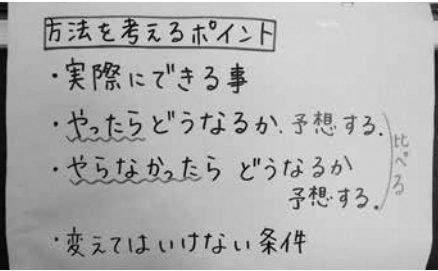 方法を考えるポイント
・実際にできる事
・やったらどうなるか、予想する。
・やらなかったら どうなるか
予想する。
比べる
・変えてはいけない条件